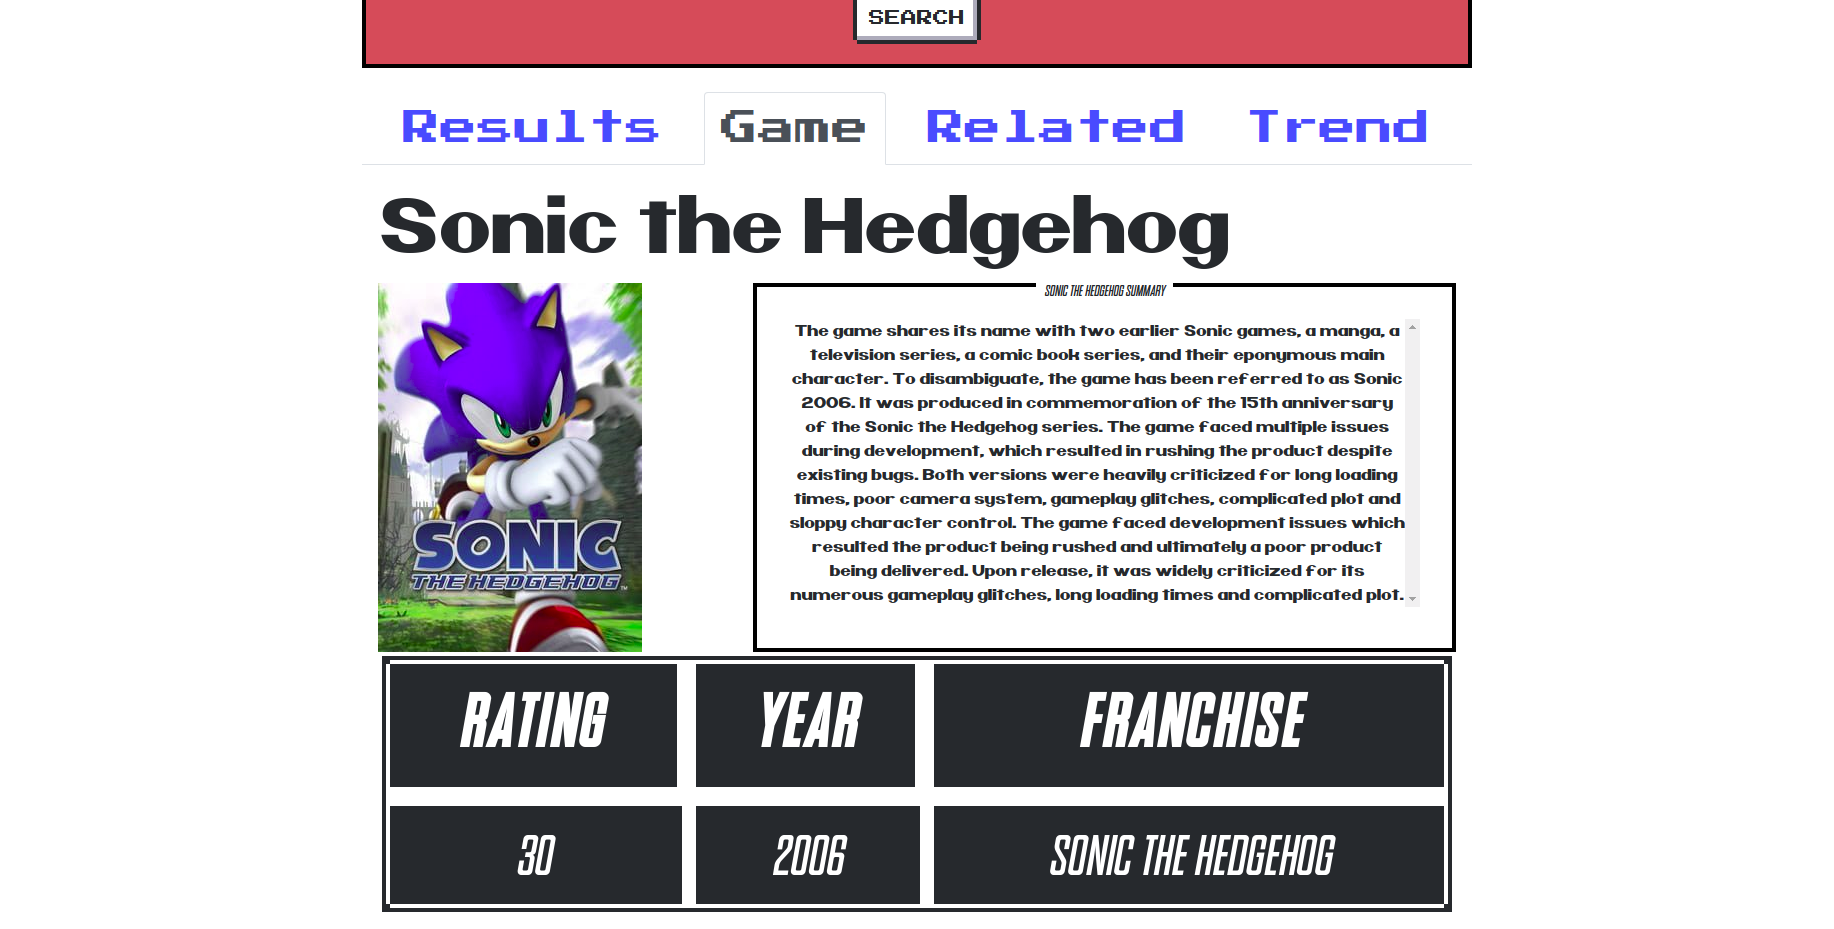 SEARCH
Results Game Related Trend
Sonic the Hedgehog
SONIC THE HEDGEHOG SUMMARY
The game shares its name with two earlier Sonic games, a manga, a
television series, a comic book series, and their eponymous main
character. To disambiguate, the game has been referred to as Sonic
2006. It was produced in commemoration of the 15th anniversary
of the Sonic the Hedgehog series. The game faced multiple issues
during development, which resulted in rushing the product despite
existing bugs. Both versions were heavily criticized for long loading
times, poor camera system, gameplay glitches, complicated plot and
sloppy character control. The game faced development issues which
resulted the product being rushed and ultimately a poor product
being delivered. Upon release, it was widely criticized for its
numerous gameplay glitches, long loading times and complicated plot.
SONIC
THE HEDGEHOG™
RATING YEAR FRANCHISE
30 2006 SONIC THE HEDGEHOG